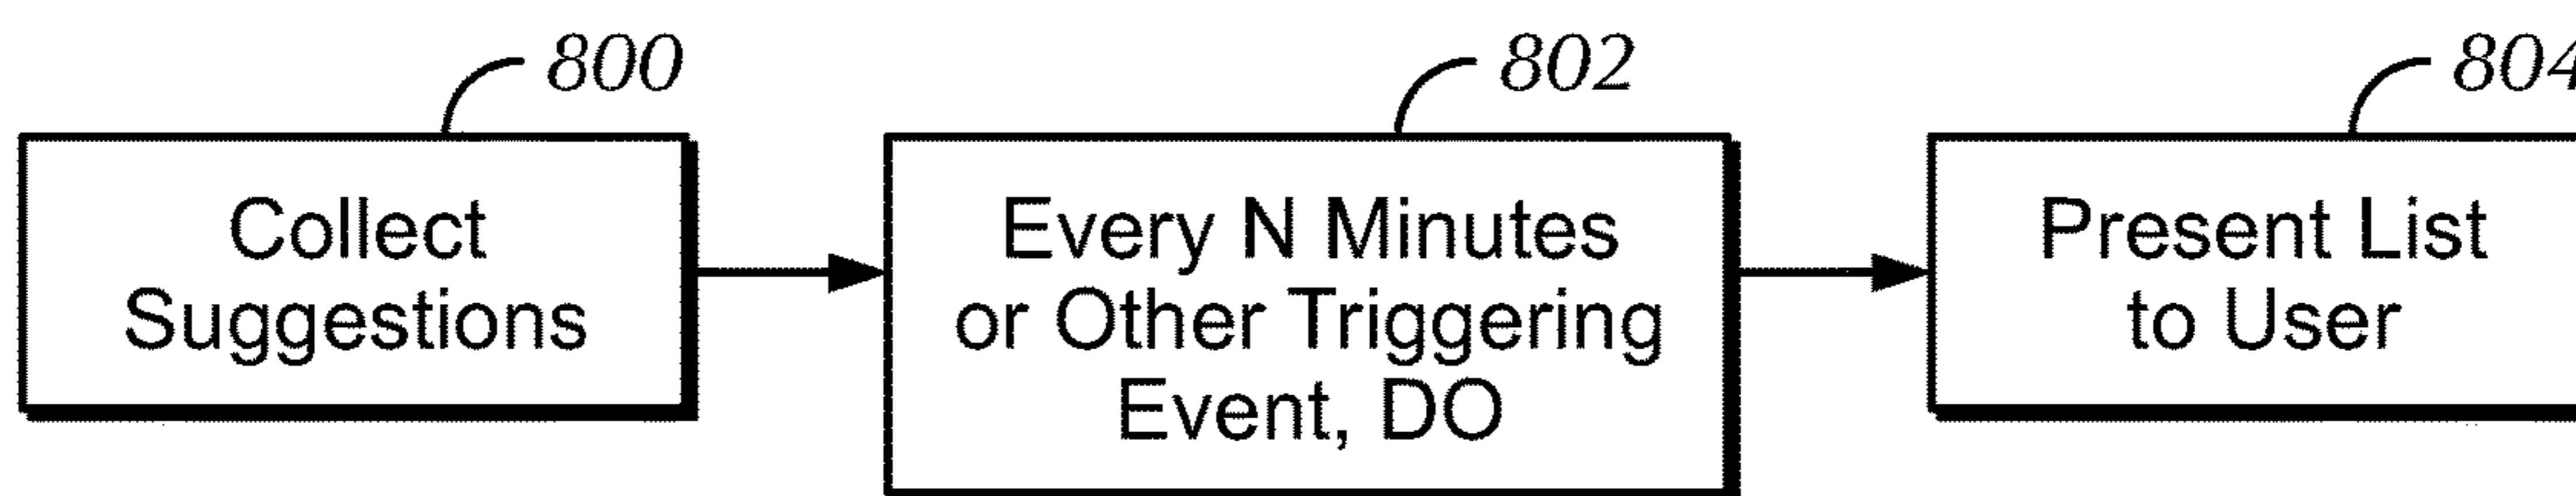 800
802
804
Collect
Suggestions
Every N Minutes
or Other Triggering
Event, DO
Present List
to User